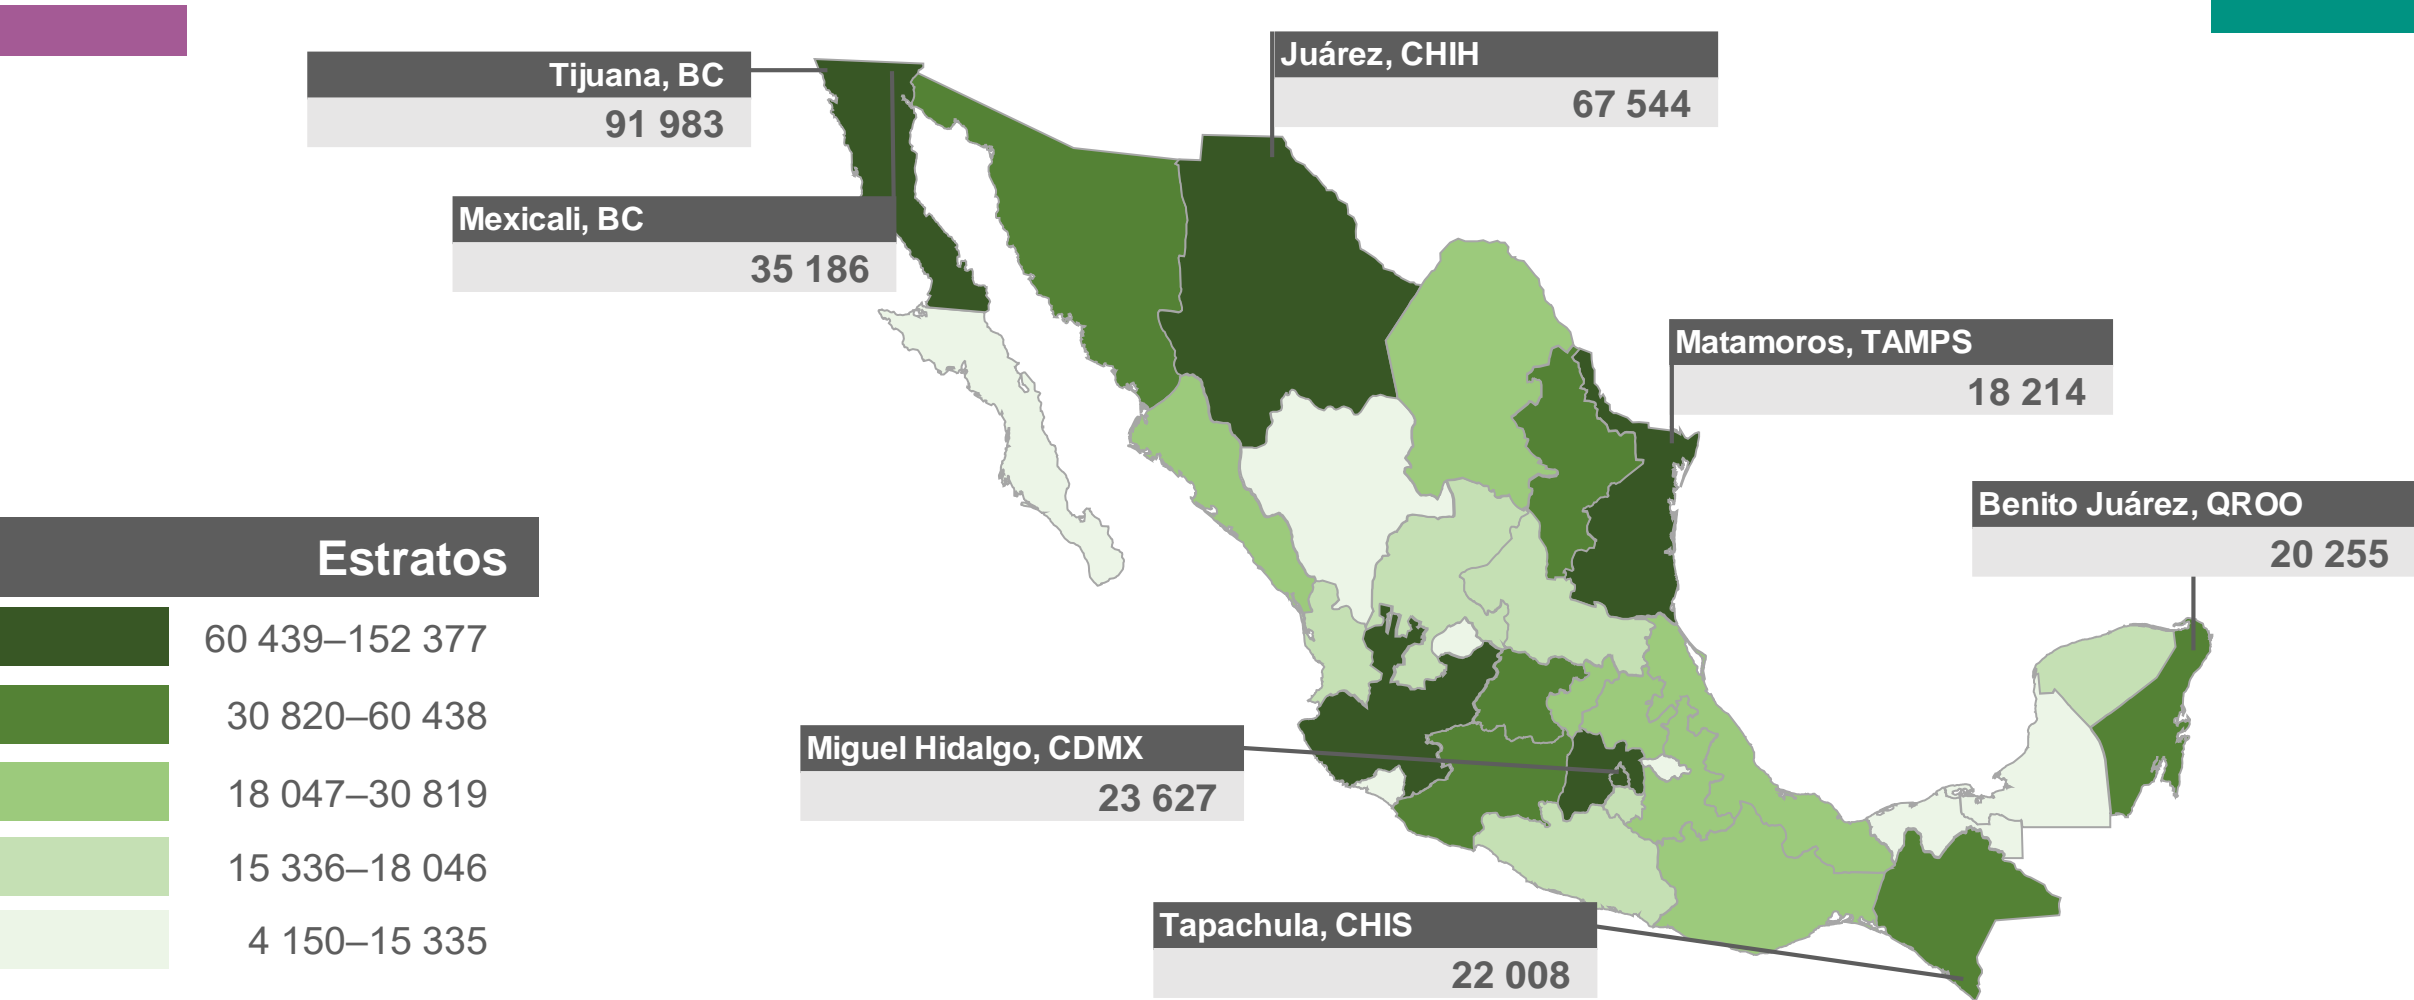 Tijuana, BC
91 983
Juárez, CHIH
67 544
Mexicali, BC
35 186
Matamoros, TAMPS
18 214
Benito Juárez, QROO
20 255
Estratos
60 439–152 377
30 820–60 438
18 047–30 819
15 336–18 046
4 150–15 335
Miguel Hidalgo, CDMX
23 627
Tapachula, CHIS
22 008